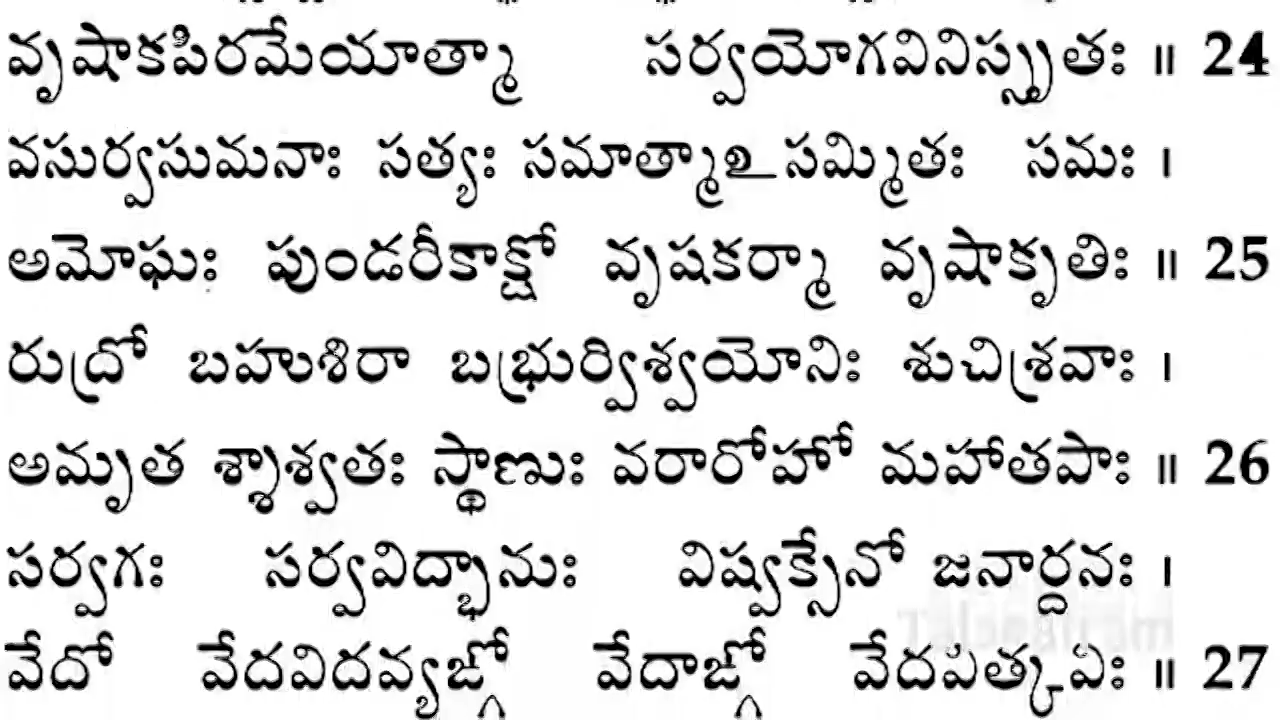 వృషాకపిరమేయాత్మా సర్వయోగవినిస్సృతః ॥ 24
వసుర్వసుమనాః సత్యః సమాత్మాఽసమ్మితః సమః ।
అమోఘః పుండరీకాక్షో వృషకర్మా వృషాకృతిః ॥ 25
రుద్రో బహుశిరా బభ్రుర్విశ్వయోనిః శుచిశ్రవాః ।
అమృత శ్శాశ్వతః స్థాణుః వరారోహో మహాతపాః ॥ 26
సర్వగః సర్వవిద్భానుః విష్వక్సేనో జనార్దనః ।
వేదో వేదవిదవ్యఙ్గో వేదాఙ్గో వేదవిత్కవిః ॥ 27